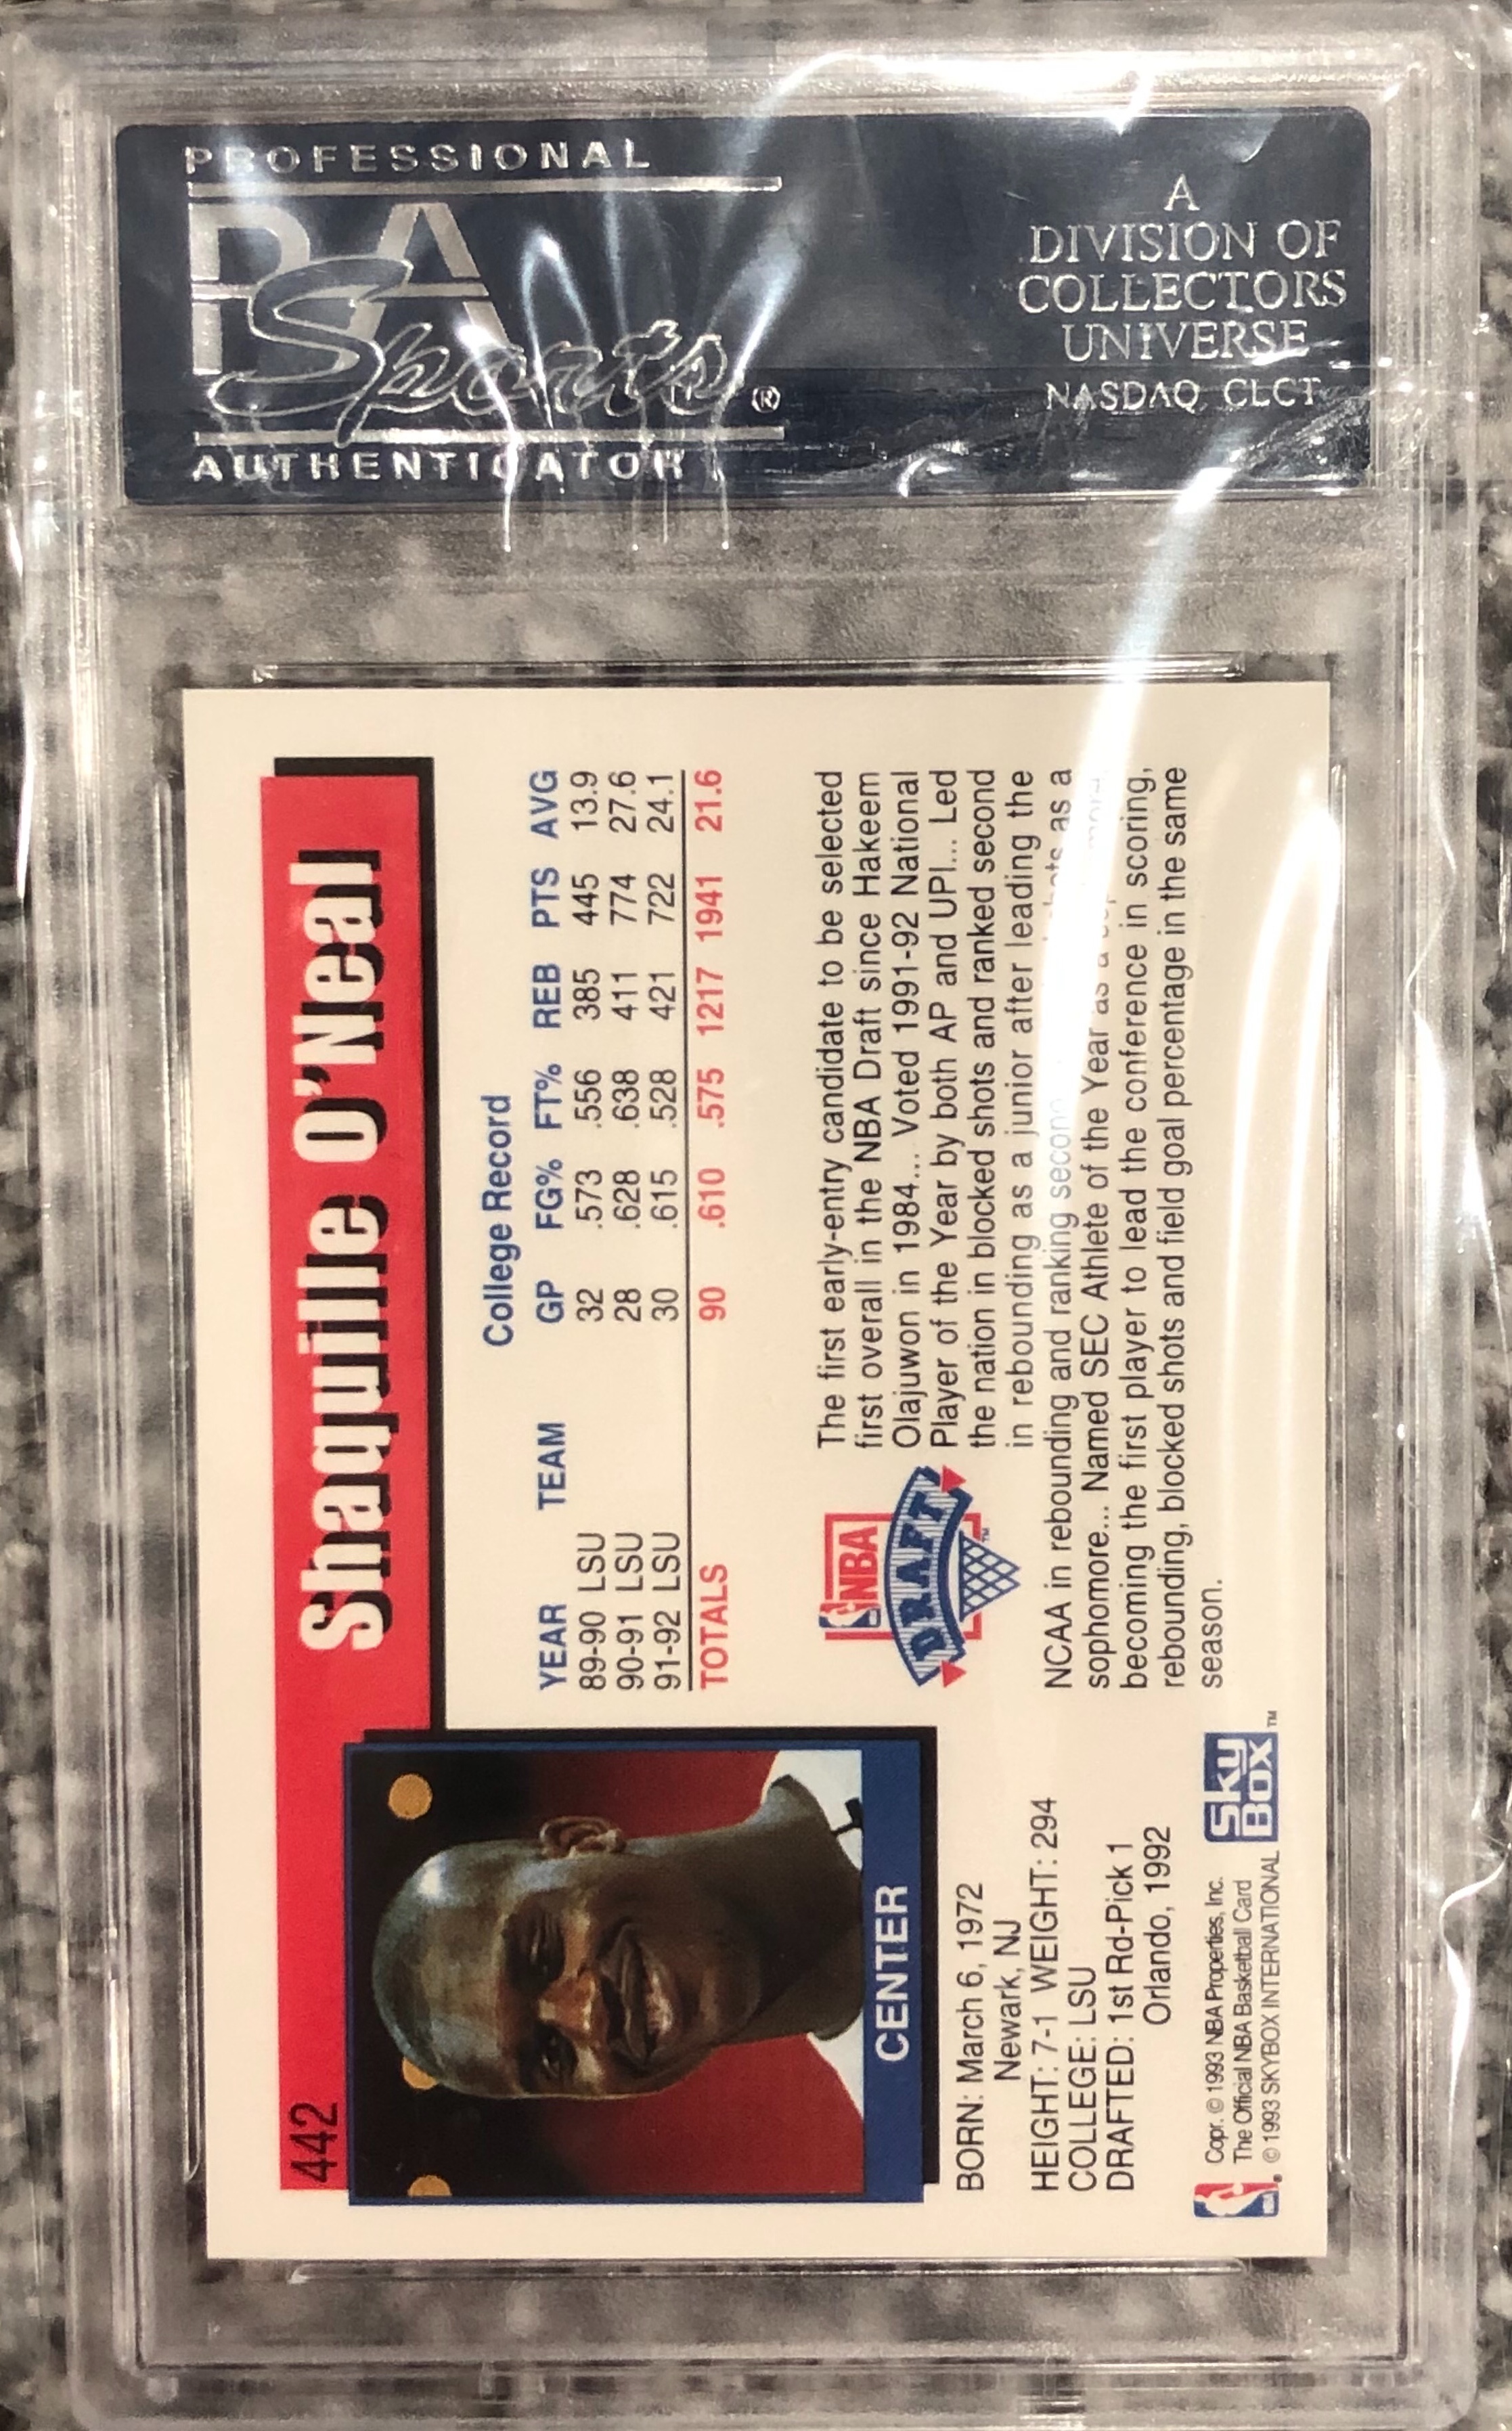 PROFESSIONAL
PSA
Sports®
AUTHENTICATOR
A
DIVISION OF
COLLECTORS
UNIVERSE
NASDAQ CLCT
442
Shaquille O'Neal
CENTER
BORN: March 6, 1972
Newark, NJ
HEIGHT: 7-1 WEIGHT: 294
COLLEGE: LSU
DRAFTED: 1st Rd-Pick 1
Orlando, 1992
College Record
YEAR TEAM GP FG% FT% REB PTS AVG
89-90 LSU 32 .573 .556 385 445 13.9
90-91 LSU 28 .628 .638 411 774 27.6
91-92 LSU 30 .615 .528 421 722 24.1
TOTALS 90 .610 .575 1217 1941 21.6
NBA
DRAFT™
The first early-entry candidate to be selected
first overall in the NBA Draft since Hakeem
Olajuwon in 1984... Voted 1991-92 National
Player of the Year by both AP and UPI... Led
the nation in blocked shots and ranked second
in rebounding as a junior after leading the
NCAA in rebounding and ranking second shots as a
sophomore... Named SEC Athlete of the Year as a
becoming the first player to lead the conference in scoring,
rebounding, blocked shots and field goal percentage in the same
season.
Copr. © 1993 NBA Properties, Inc.
The Official NBA Basketball Card
© 1993 SKYBOX INTERNATIONAL
SkyBox™